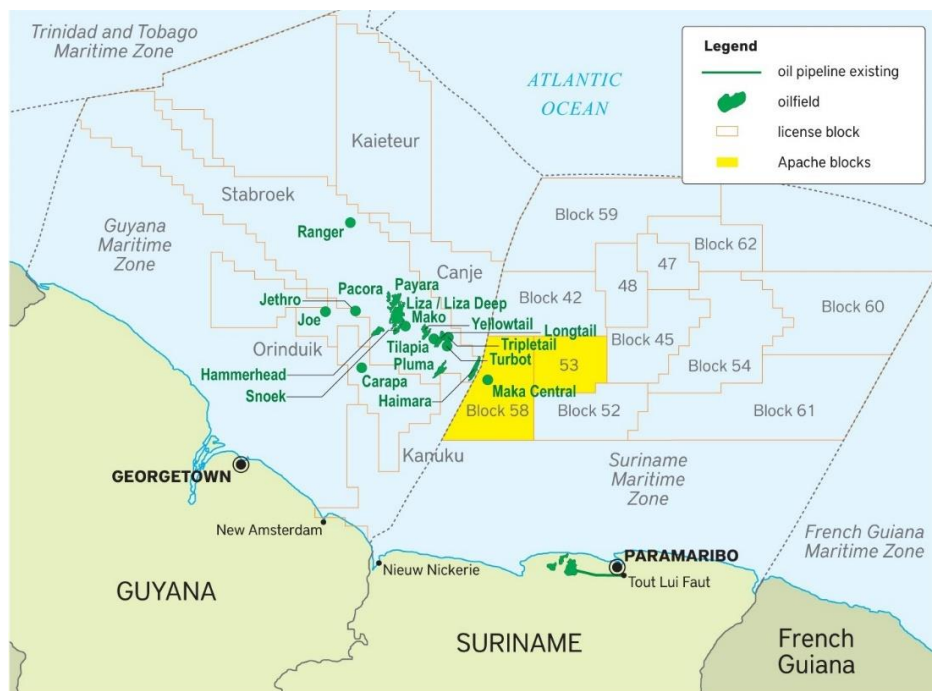 Trinidad and Tobago
Maritime Zone
ATLANTIC
OCEAN
Legend
oil pipeline existing
oilfield
license block
Apache blocks
Kaieteur
Stabroek
Guyana
Maritime
Zone
Ranger
Canje
Block 59
Block 62
47
48
Block 42
Block 60
Block 45
Block 54
53
Block 58
Block 52
Block 61
Pacora
Payara
Jethro
Liza / Liza Deep
Joe
Mako
Yellowtail
Longtail
Orinduik
Tilapia
Tripletail
Turbot
Hammerhead
Pluma
Snoek
Carapa
Haimara
Maka Central
Kanuku
Suriname
Maritime
Zone
French Guiana
Maritime Zone
GEORGETOWN
New Amsterdam
Nieuw Nickerie
PARAMARIBO
Tout Lui Faut
GUYANA
SURINAME
French
Guiana